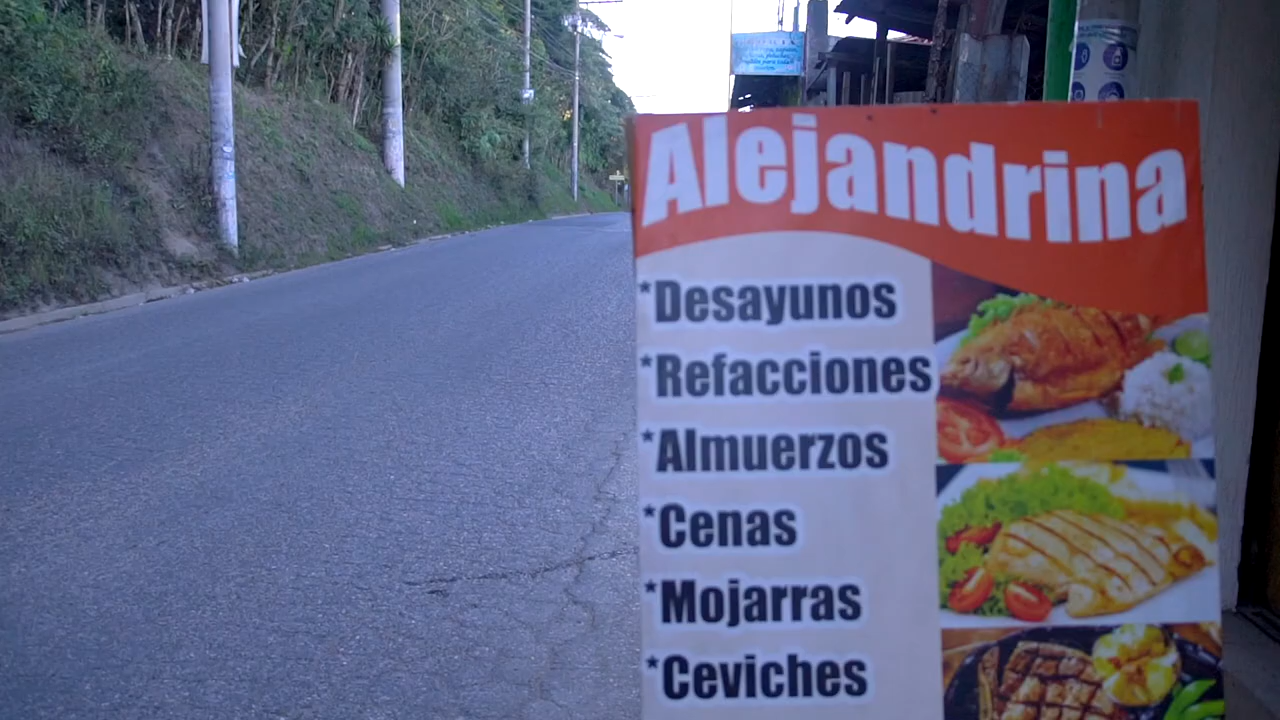 Alejandrina
*Desayunos
*Refacciones
*Almuerzos
*Cenas
*Mojarras
*Ceviches